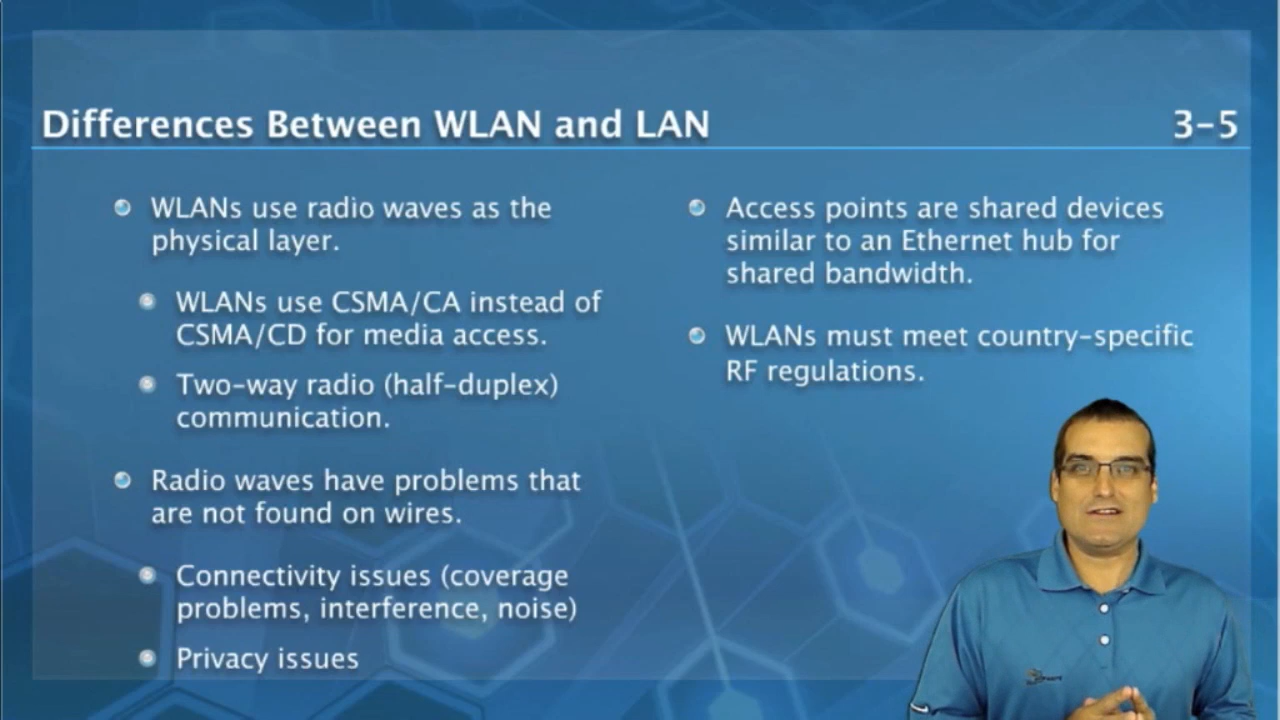 Differences Between WLAN and LAN
3-5
WLANs use radio waves as the
physical layer.
WLANs use CSMA/CA instead of
CSMA/CD for media access.
Two-way radio (half-duplex)
communication.
Radio waves have problems that
are not found on wires.
Connectivity issues (coverage
problems, interference, noise)
Privacy issues
Access points are shared devices
similar to an Ethernet hub for
shared bandwidth.
WLANs must meet country-specific
RF regulations.